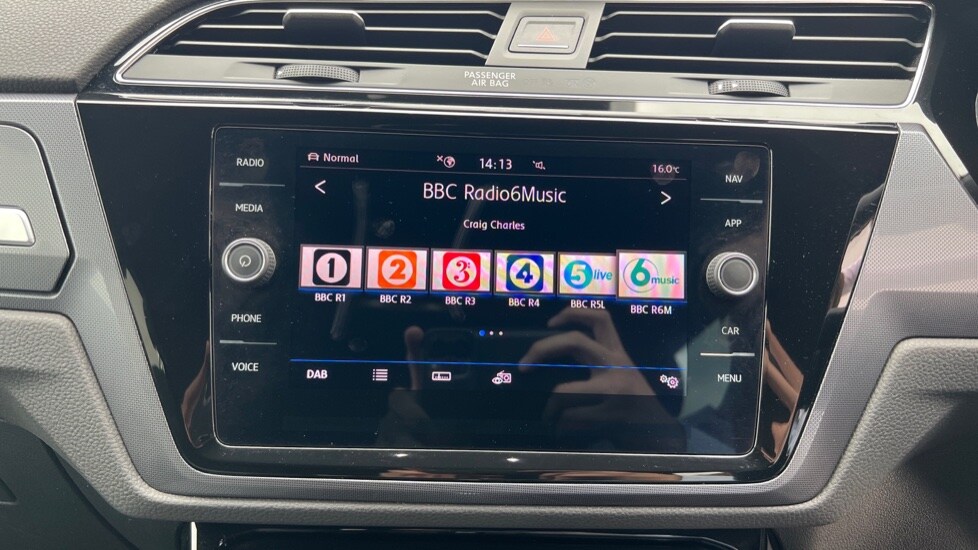 PASSENGER
AIR BAG
RADIO
MEDIA
PHONE
VOICE
NAV
APP
CAR
MENU
Normal
14:13
16.0°C
< BBC Radio6Music >
Craig Charles
1 2 3 4 5 live 6 music
BBC R1 BBC R2 BBC R3 BBC R4 BBC R5L BBC R6M
DAB